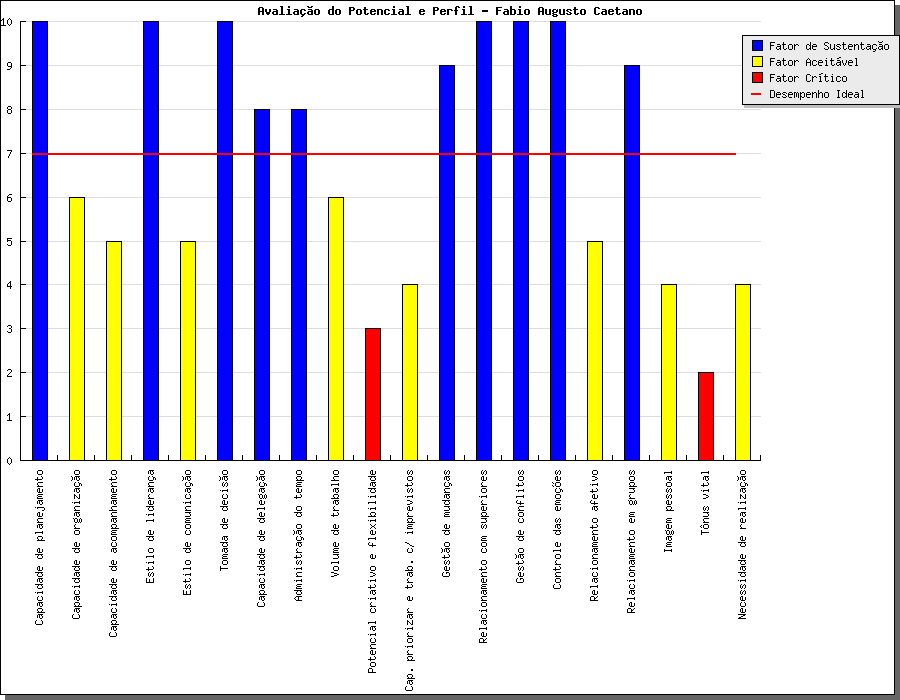 Avaliação do Potencial e Perfil - Fabio Augusto Caetano
Fator de Sustentação
Fator Aceitável
Fator Crítico
Desempenho Ideal
10
9
8
7
6
5
4
3
2
1
0
Capacidade de planejamento
Capacidade de organização
Capacidade de acompanhamento
Estilo de liderança
Estilo de comunicação
Tomada de decisão
Capacidade de delegação
Administração do tempo
Volume de trabalho
Potencial criativo e flexibilidade
Cap. priorizar e trab. c/ imprevistos
Gestão de mudanças
Relacionamento com superiores
Gestão de conflitos
Controle das emoções
Relacionamento afetivo
Relacionamento em grupos
Imagem pessoal
Tônus vital
Necessidade de realização